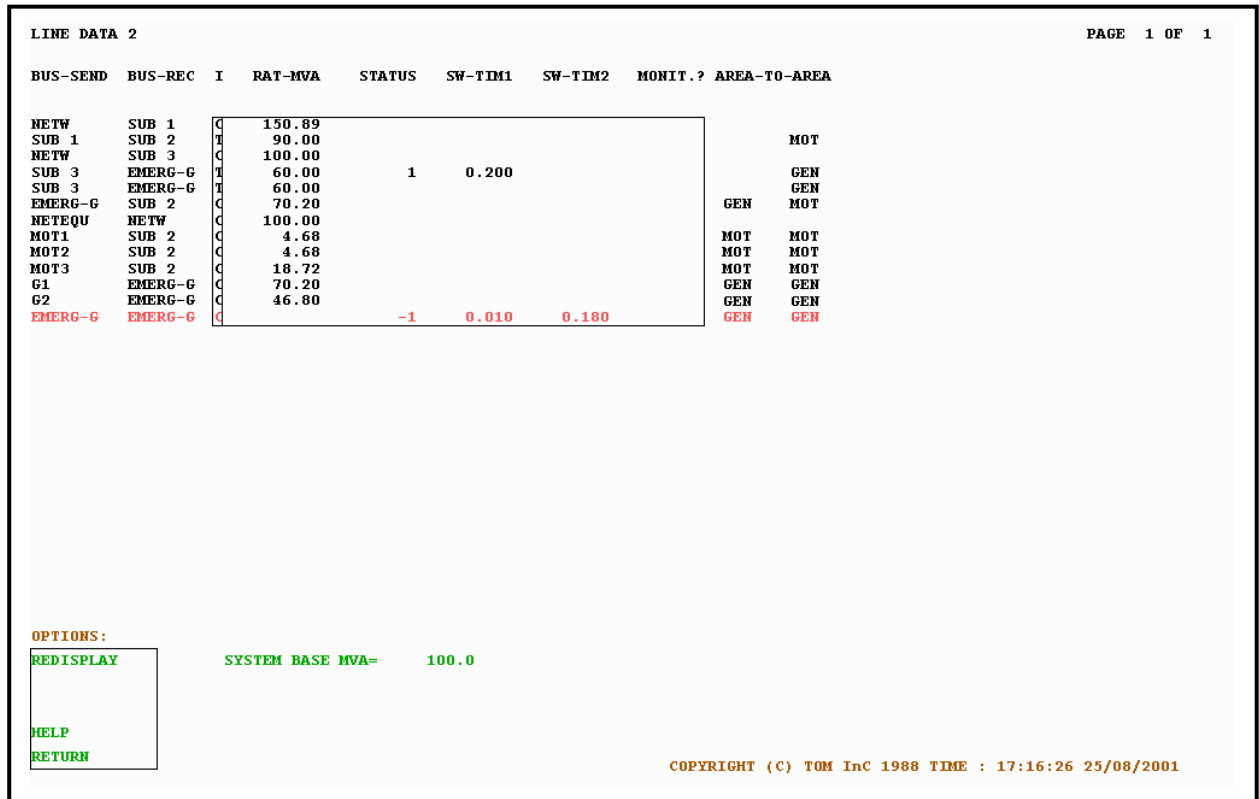 LINE DATA 2 PAGE 1 OF 1
BUS-SEND BUS-REC I RAT-MVA STATUS SW-TIM1 SW-TIM2 MONIT.? AREA-TO-AREA
NETW SUB 1 C 150.89
SUB 1 SUB 2 T 90.00 MOT
NETW SUB 3 C 100.00
SUB 3 EMERG-G T 60.00 1 0.200 GEN
SUB 3 EMERG-G T 60.00 GEN
EMERG-G SUB 2 C 70.20 GEN MOT
NETEQU NETW C 100.00
MOT1 SUB 2 C 4.68 MOT MOT
MOT2 SUB 2 C 4.68 MOT MOT
MOT3 SUB 2 C 18.72 MOT MOT
G1 EMERG-G C 70.20 GEN GEN
G2 EMERG-G C 46.80 GEN GEN
EMERG-G EMERG-G C -1 0.010 0.180 GEN GEN
OPTIONS:
REDISPLAY SYSTEM BASE MVA= 100.0
HELP
RETURN
COPYRIGHT (C) TOM InC 1988 TIME : 17:16:26 25/08/2001